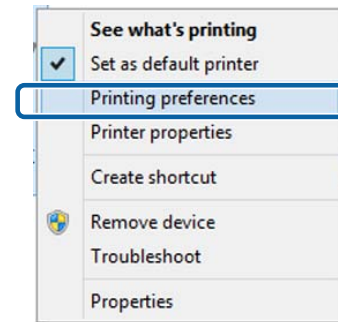 See what's printing
Set as default printer
Printing preferences
Printer properties
Create shortcut
Remove device
Troubleshoot
Properties